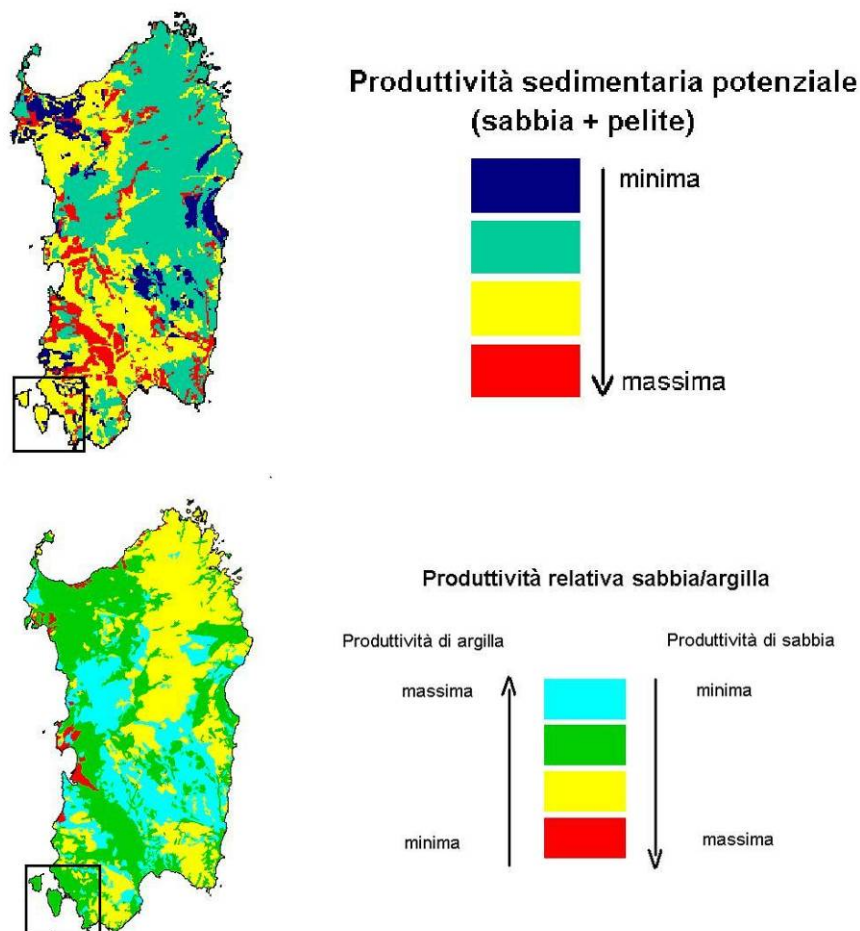 Produttività sedimentaria potenziale
(sabbia + pelite)
minima
massima
Produttività relativa sabbia/argilla
Produttività di argilla
Produttività di sabbia
massima
minima
minima
massima